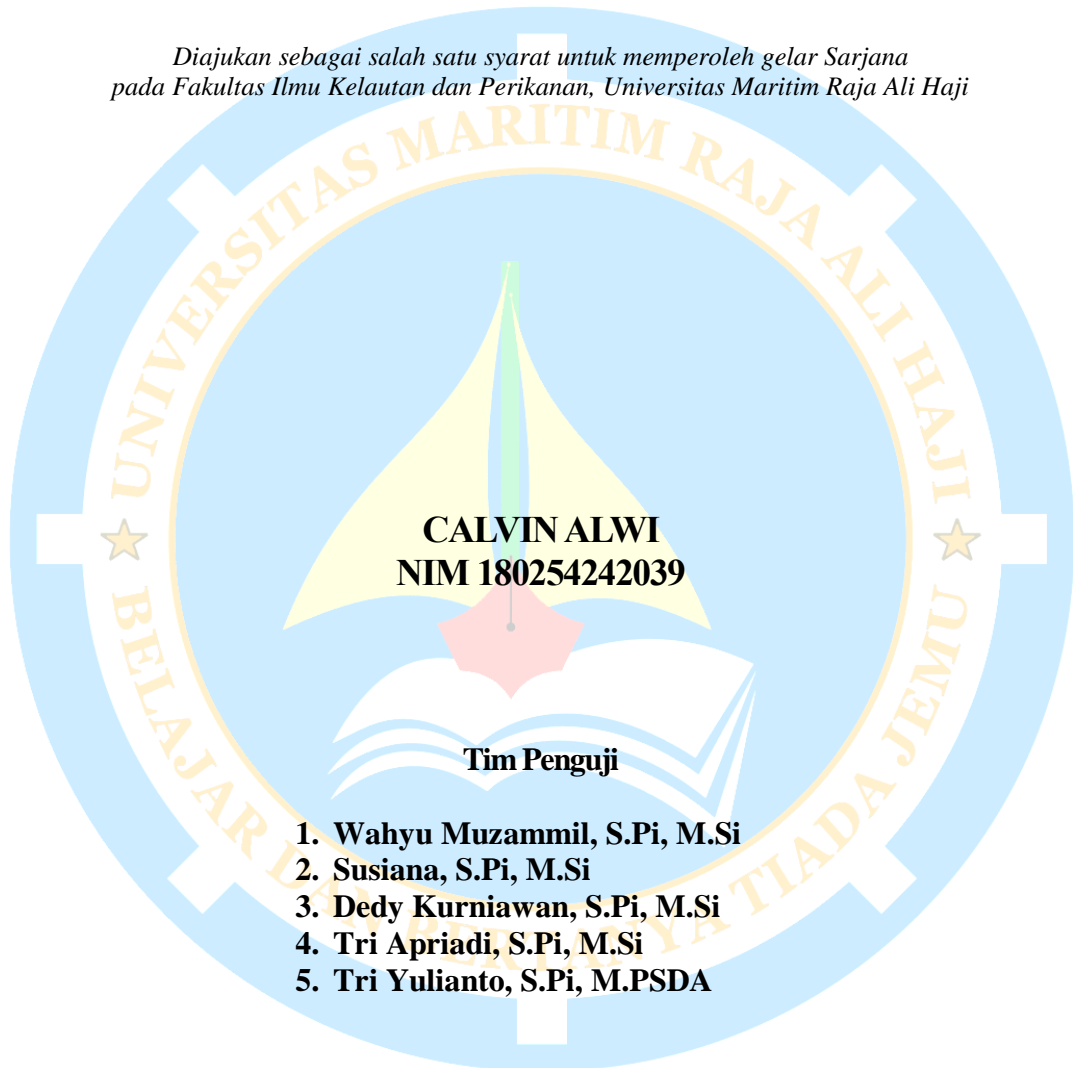 Diajukan sebagai salah satu syarat untuk memperoleh gelar Sarjana
pada Fakultas Ilmu Kelautan dan Perikanan, Universitas Maritim Raja Ali Haji
UNIVERSITAS MARITIM RAJA ALI HAJI
CALVIN ALWI
NIM 180254242039
Tim Penguji
1. Wahyu Muzammil, S.Pi, M.Si
2. Susiana, S.Pi, M.Si
3. Dedy Kurniawan, S.Pi, M.Si
4. Tri Apriadi, S.Pi, M.Si
5. Tri Yulianto, S.Pi, M.PSDA
BELAJAR DAN BERTANYA TIADA JEMU